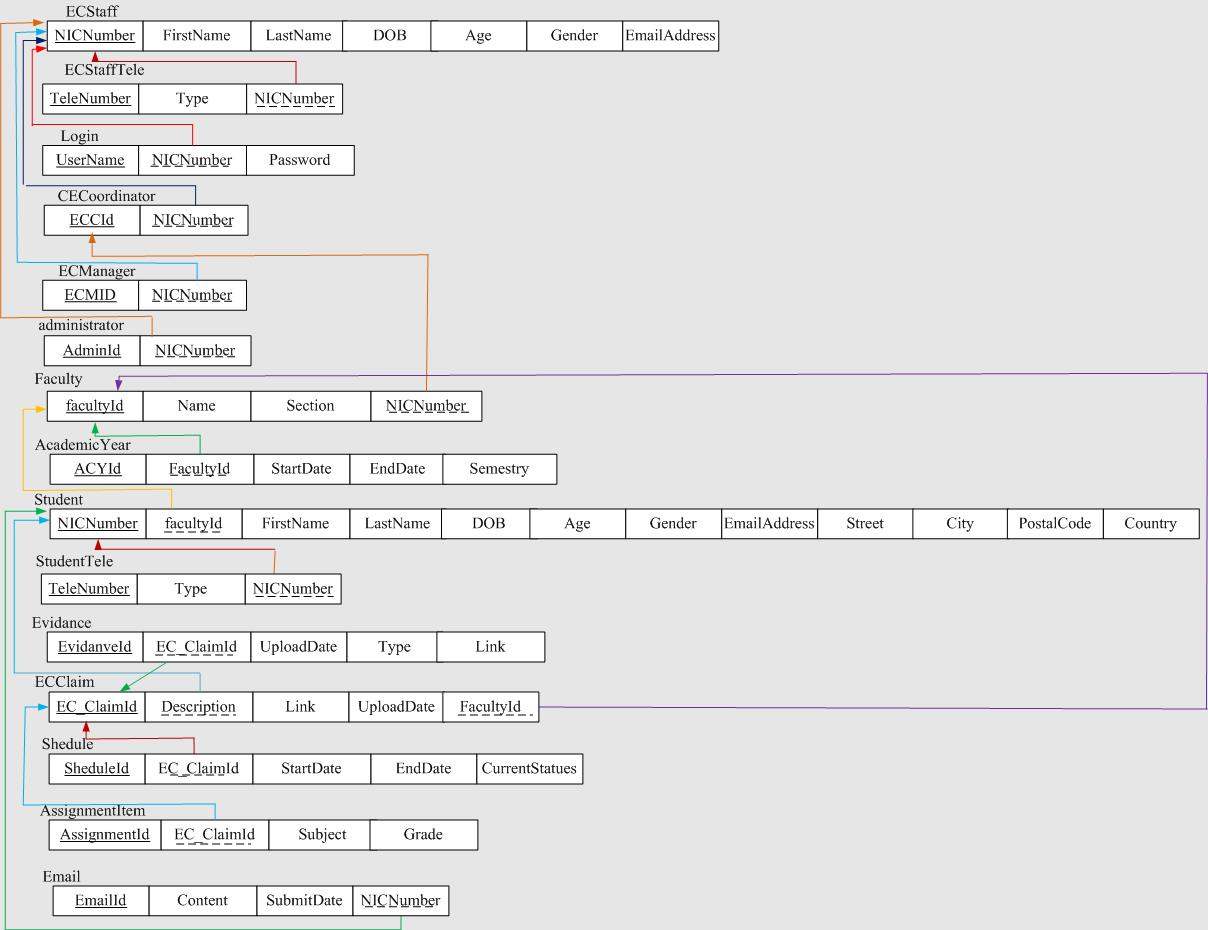 ECStaff
NICNumber FirstName LastName DOB Age Gender EmailAddress
ECStaffTele
TeleNumber Type NICNumber
Login
UserName NICNumber Password
CECoordinator
ECCId NICNumber
ECManager
ECMID NICNumber
administrator
AdminId NICNumber
Faculty
facultyId Name Section NICNumber
AcademicYear
ACYId FacultyId StartDate EndDate Semestry
Student
NICNumber facultyId FirstName LastName DOB Age Gender EmailAddress Street City PostalCode Country
StudentTele
TeleNumber Type NICNumber
Evidance
EvidanveId EC_ClaimId UploadDate Type Link
ECClaim
EC_ClaimId Description Link UploadDate FacultyId
Shedule
SheduleId EC_ClaimId StartDate EndDate CurrentStatues
AssignmentItem
AssignmentId EC_ClaimId Subject Grade
Email
EmailId Content SubmitDate NICNumber